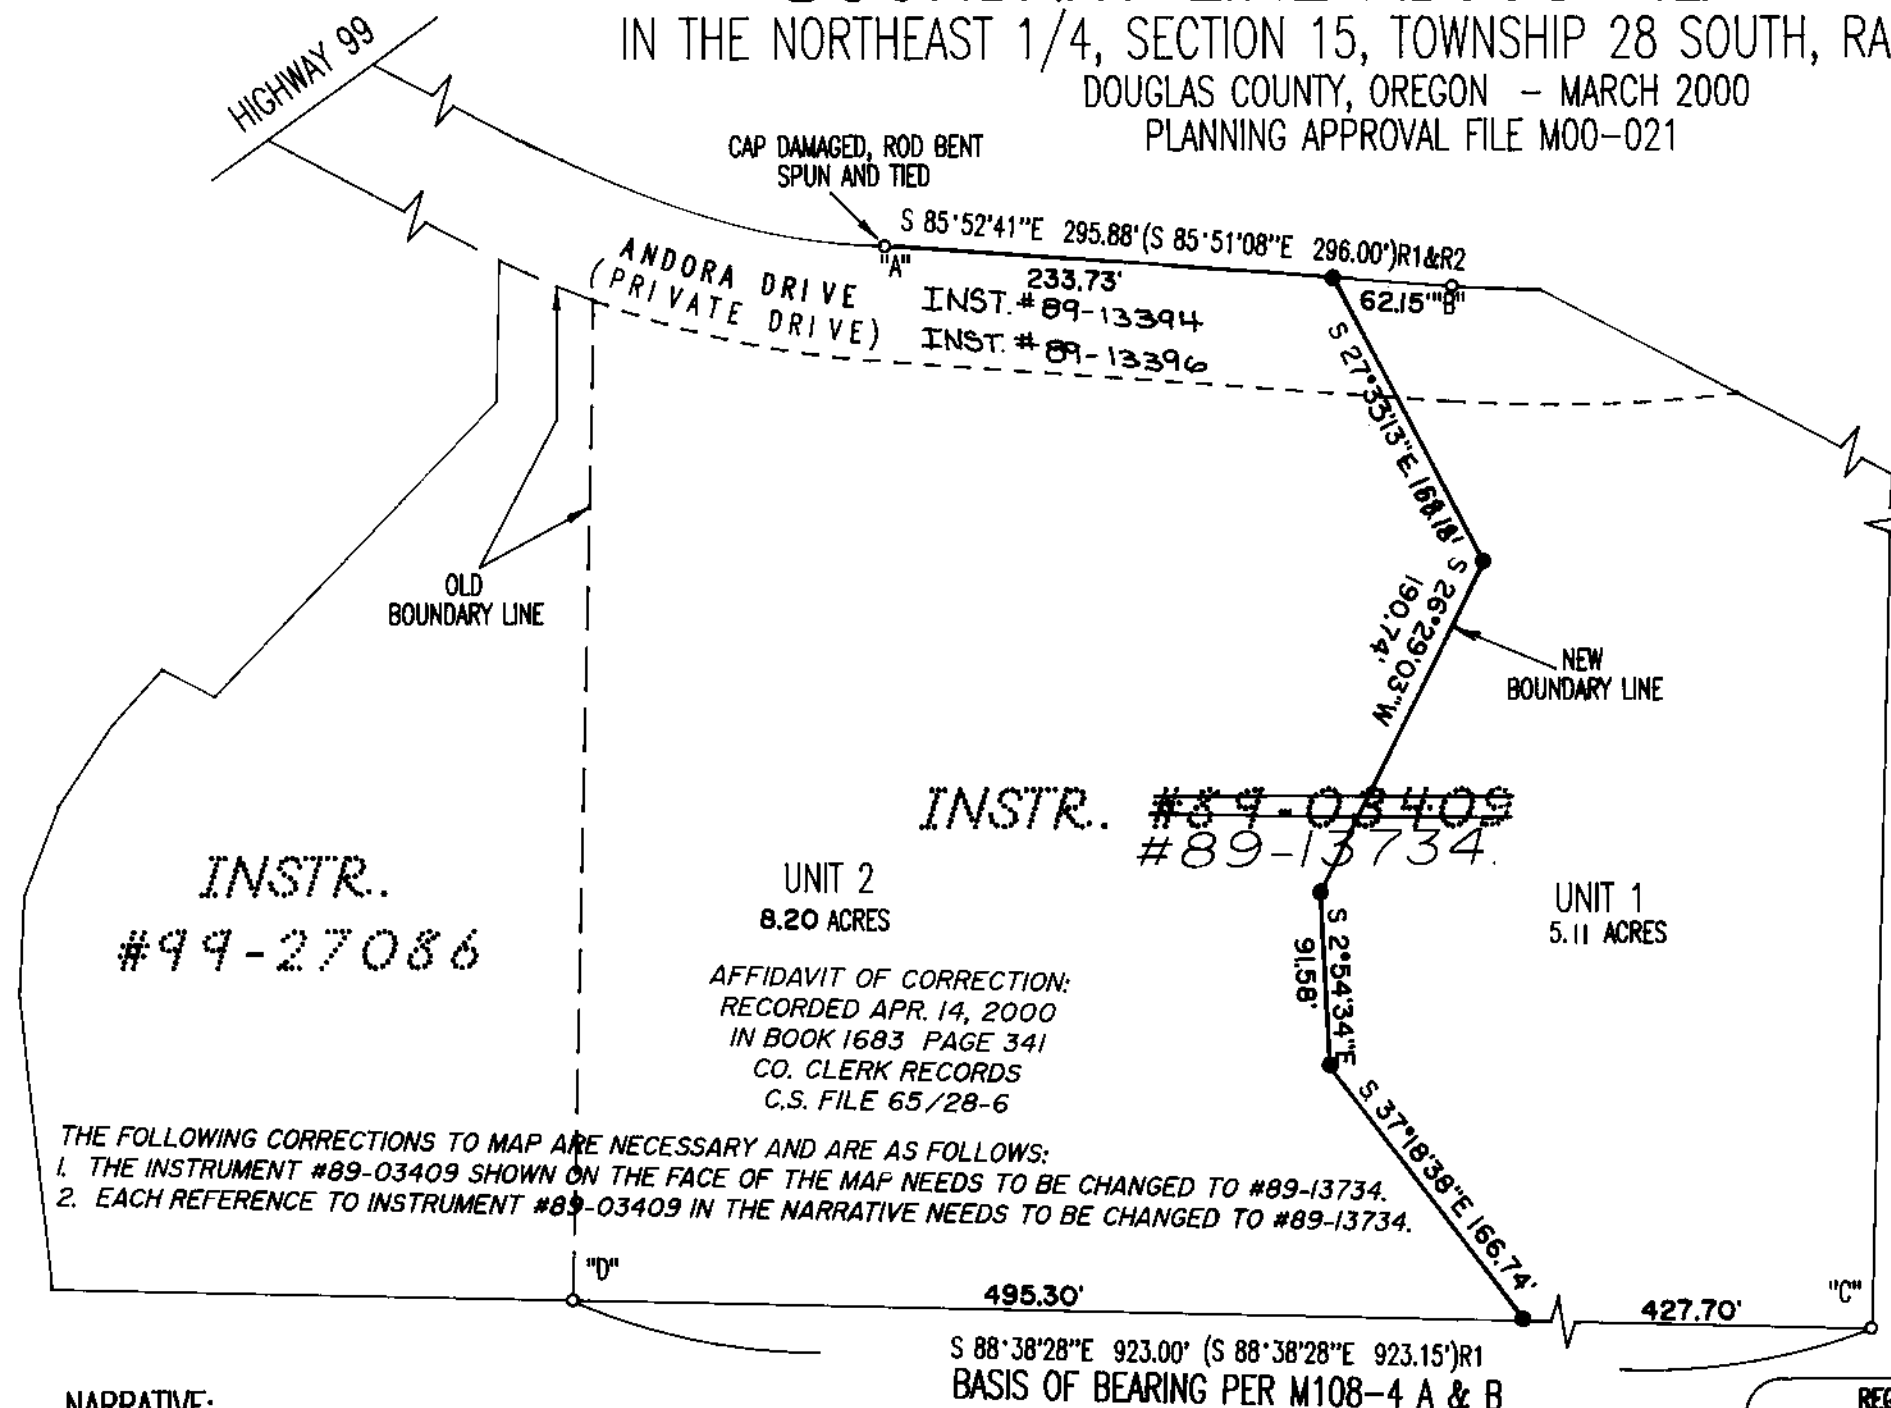 IN THE NORTHEAST 1/4, SECTION 15, TOWNSHIP 28 SOUTH, RA
DOUGLAS COUNTY, OREGON - MARCH 2000
PLANNING APPROVAL FILE M00-021
HIGHWAY 99
CAP DAMAGED, ROD BENT
SPUN AND TIED
S 85°52'41"E 295.88' (S 85°51'08"E 296.00')R1&R2
"A"
233.73'
62.15' "B"
ANDORA DRIVE
(PRIVATE DRIVE)
INST. # 89-13394
INST. # 89-13396
S 27°33'13"E 168.18'
S 26°29'03"W
190.74'
OLD
BOUNDARY LINE
NEW
BOUNDARY LINE
INSTR. #89-03409
#89-13734.
INSTR..
#99-27086
UNIT 2
8.20 ACRES
UNIT 1
5.11 ACRES
S 2°54'34"E
91.58'
AFFIDAVIT OF CORRECTION:
RECORDED APR. 14, 2000
IN BOOK 1683 PAGE 341
CO. CLERK RECORDS
C.S. FILE 65/28-6
THE FOLLOWING CORRECTIONS TO MAP ARE NECESSARY AND ARE AS FOLLOWS:
1. THE INSTRUMENT #89-03409 SHOWN ON THE FACE OF THE MAP NEEDS TO BE CHANGED TO #89-13734.
2. EACH REFERENCE TO INSTRUMENT #89-03409 IN THE NARRATIVE NEEDS TO BE CHANGED TO #89-13734.
S 37°18'38"E 166.74'
"D"
495.30'
427.70'
"C"
S 88°38'28"E 923.00' (S 88°38'28"E 923.15')R1
BASIS OF BEARING PER M108-4 A & B
NARRATIVE:
REG